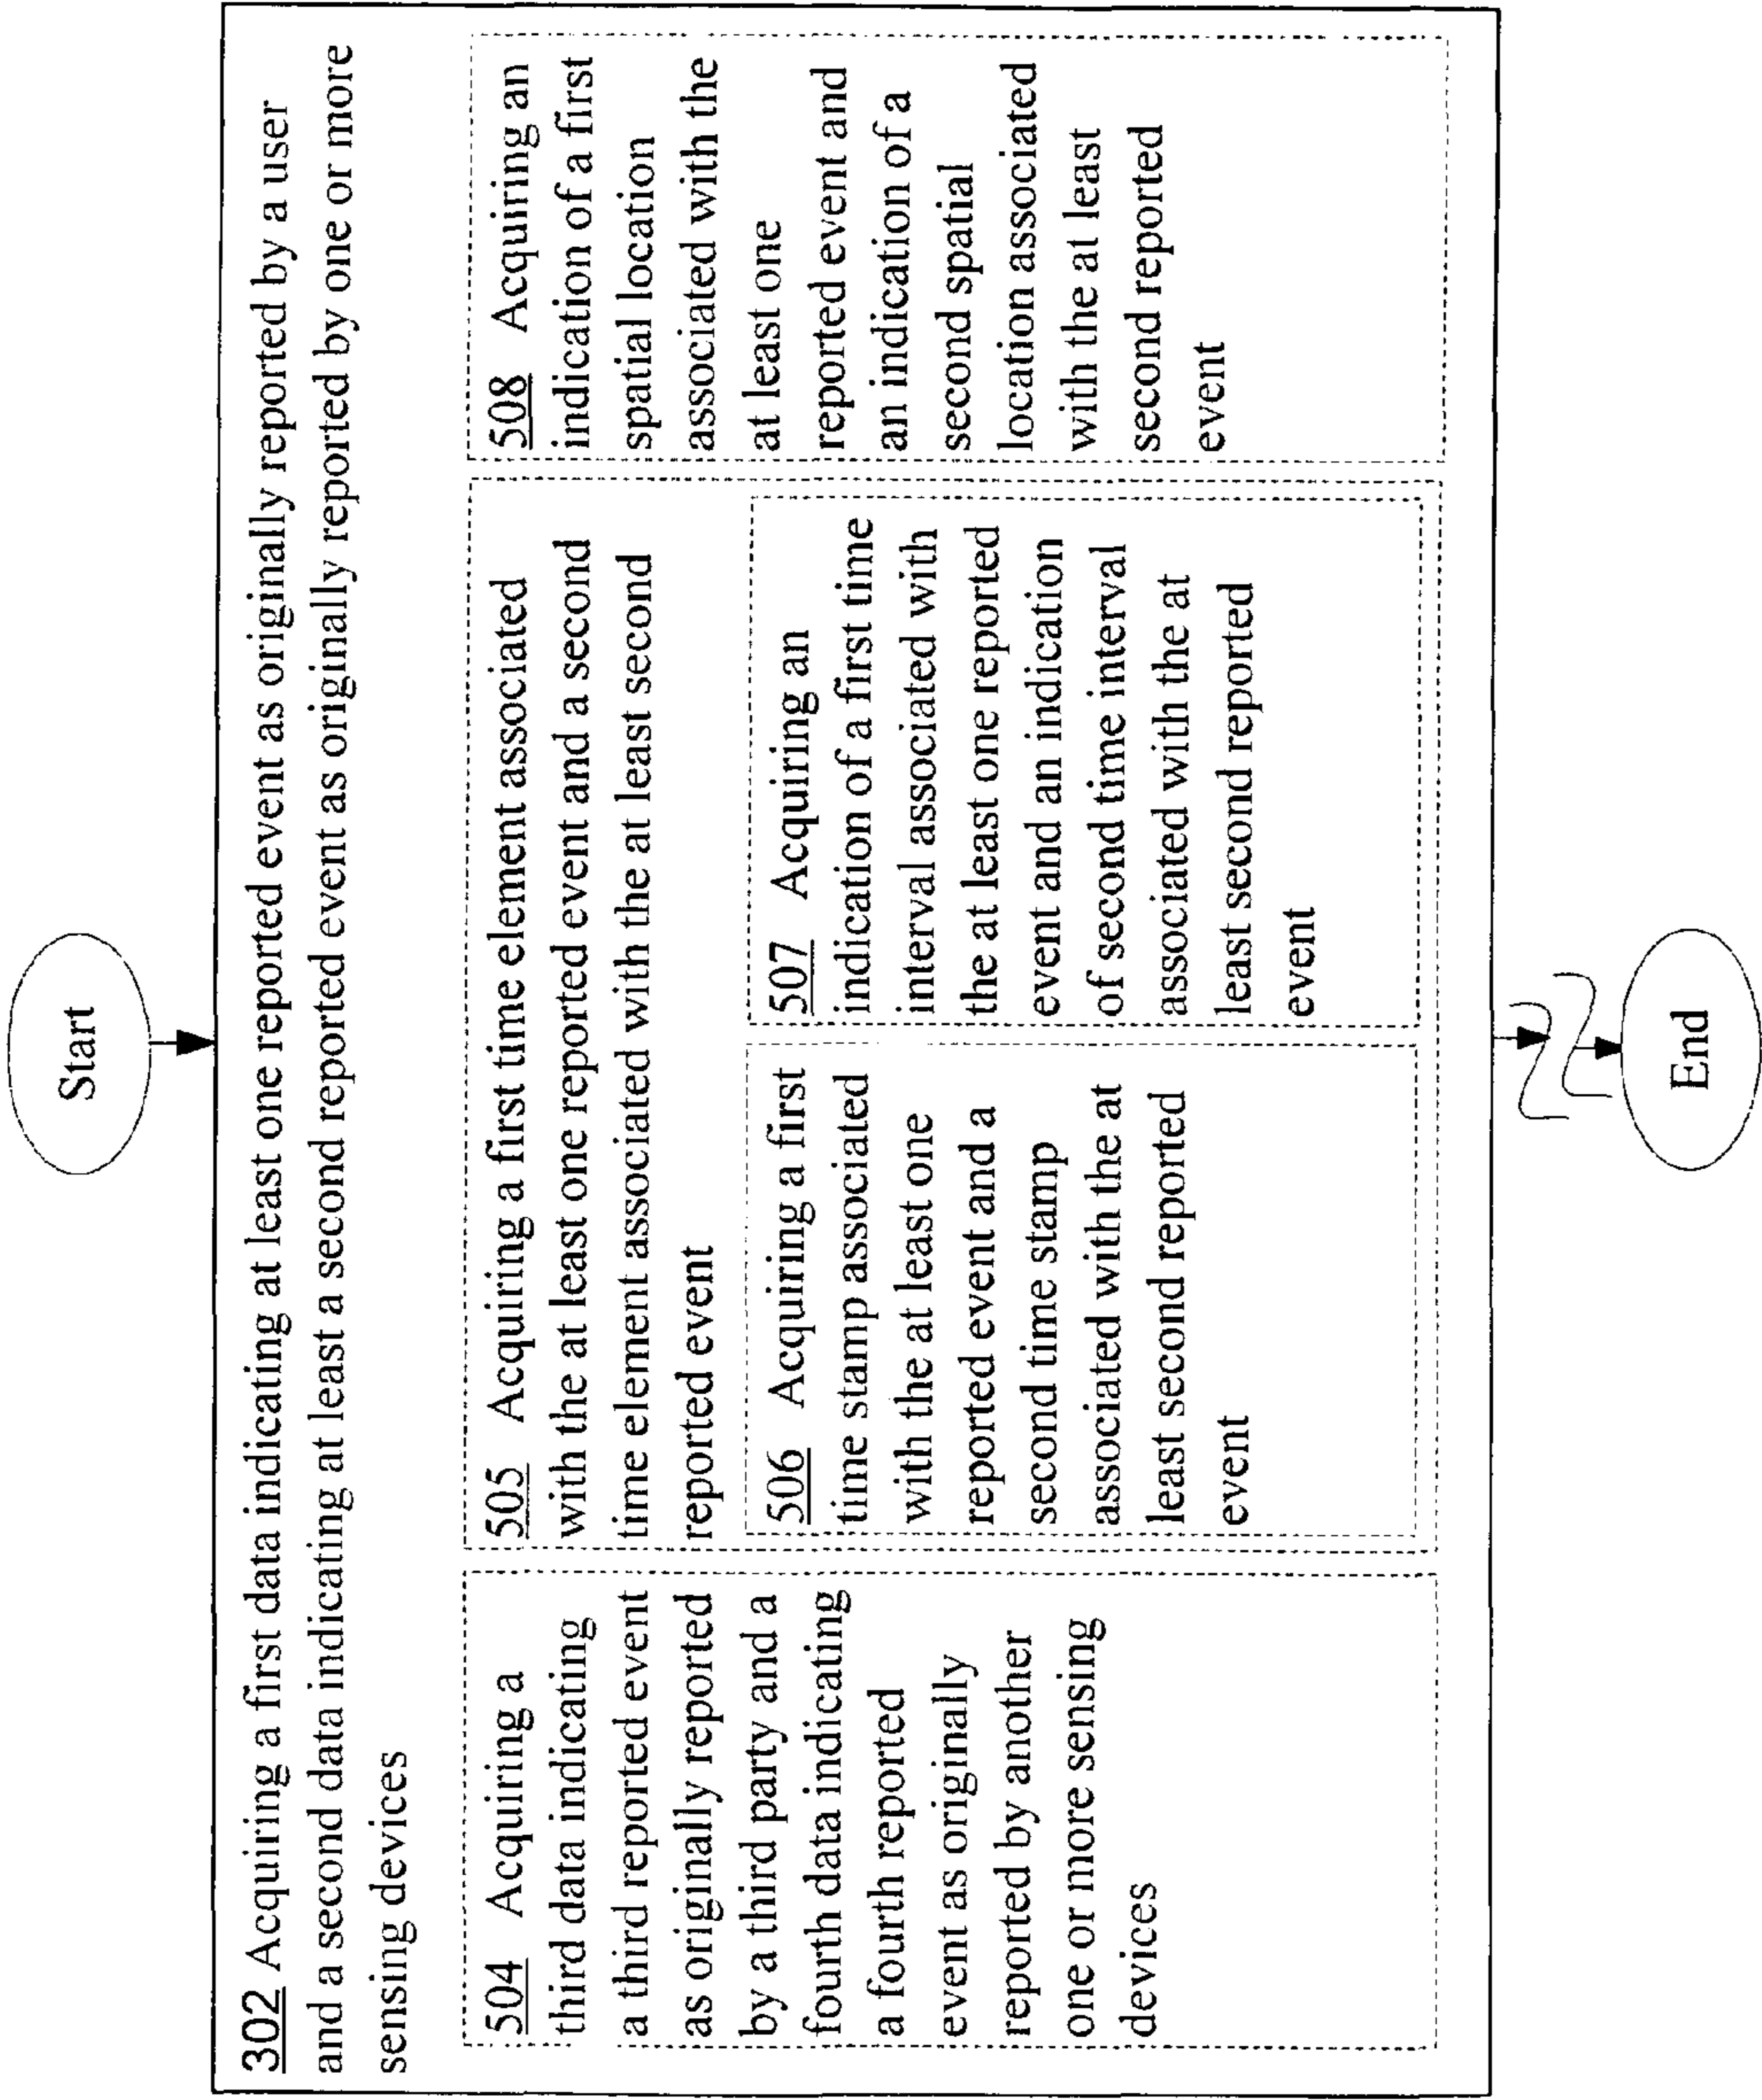 Start
302 Acquiring a first data indicating at least one reported event as originally reported by a user
and a second data indicating at least a second reported event as originally reported by one or more
sensing devices
504 Acquiring a
third data indicating
a third reported event
as originally reported
by a third party and a
fourth data indicating
a fourth reported
event as originally
reported by another
one or more sensing
devices
505 Acquiring a first time element associated
with the at least one reported event and a second
time element associated with the at least second
reported event
506 Acquiring a first
time stamp associated
with the at least one
reported event and a
second time stamp
associated with the at
least second reported
event
507 Acquiring an
indication of a first time
interval associated with
the at least one reported
event and an indication
of second time interval
associated with the at
least second reported
event
508 Acquiring an
indication of a first
spatial location
associated with the
at least one
reported event and
an indication of a
second spatial
location associated
with the at least
second reported
event
End